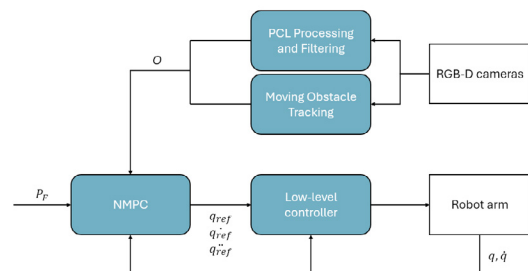 PCL Processing
and Filtering
O
RGB-D cameras
Moving Obstacle
Tracking
p_F
NMPC
Low-level
controller
Robot arm
q_ref
q̇_ref
q̈_ref
q, q̇